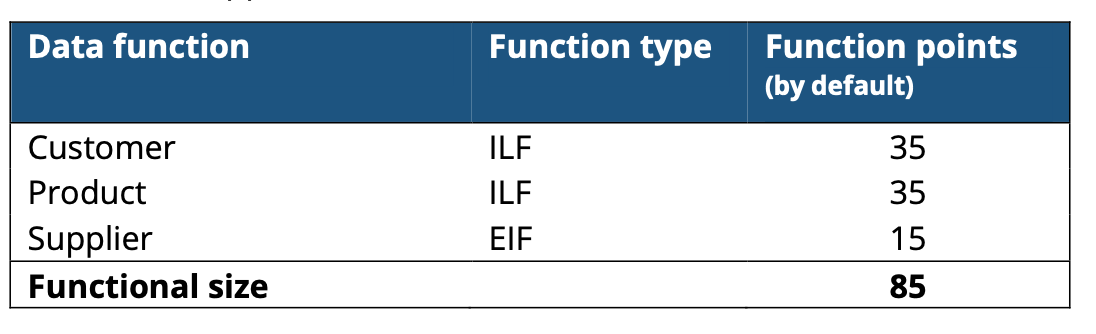 Data function Function type Function points
(by default)
Customer ILF 35
Product ILF 35
Supplier EIF 15
Functional size 85